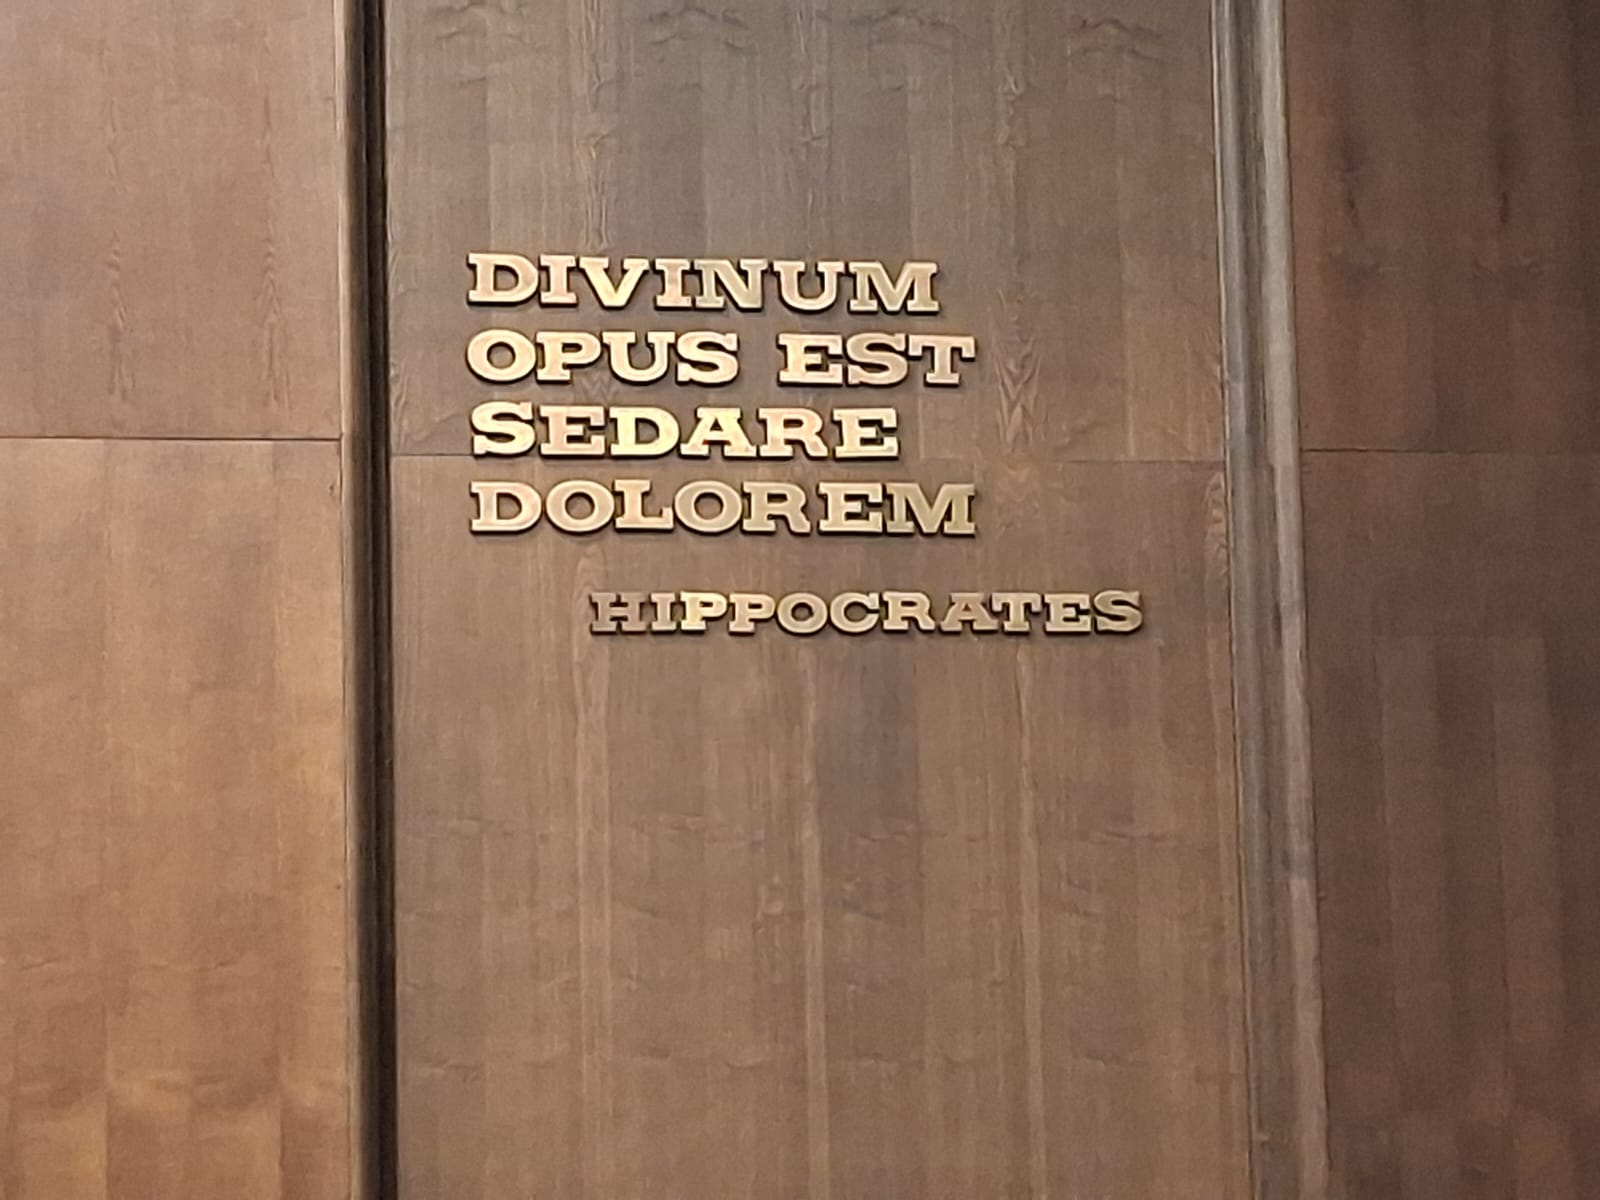 DIVINUM
OPUS EST
SEDARE
DOLOREM
HIPPOCRATES